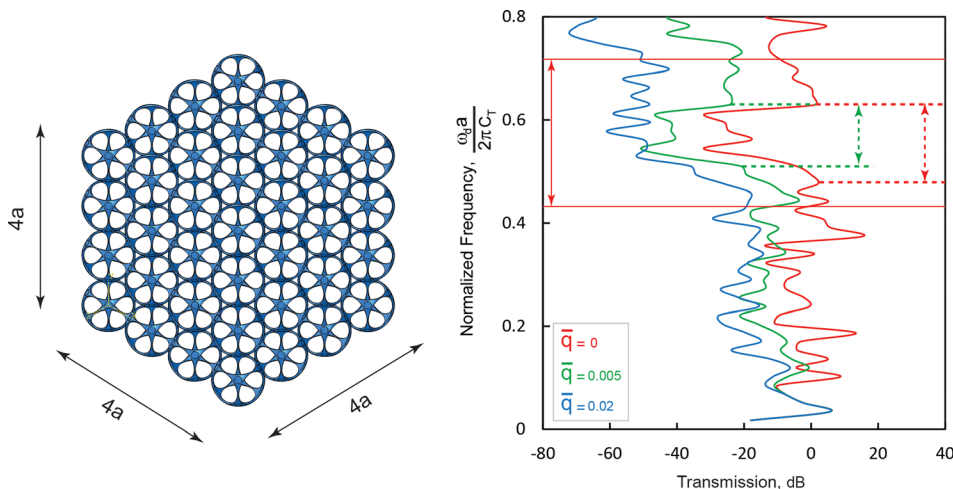 4a
4a
4a
Normalized Frequency, ω_d a / 2πC_T
0.8
0.6
0.4
0.2
0
q̅ = 0
q̅ = 0.005
q̅ = 0.02
-80 -60 -40 -20 0 20 40
Transmission, dB